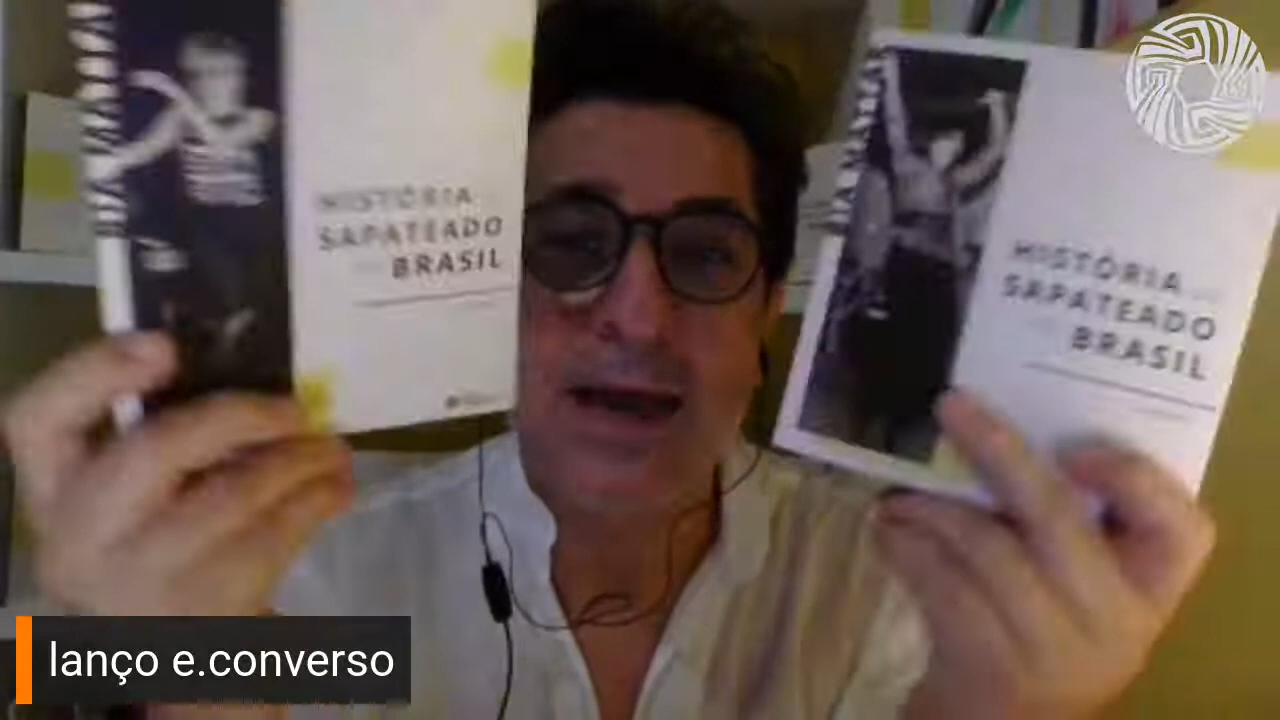 HISTÓRIA
SAPATEADO
BRASIL
HISTÓRIA
SAPATEADO
BRASIL
lanço e.converso